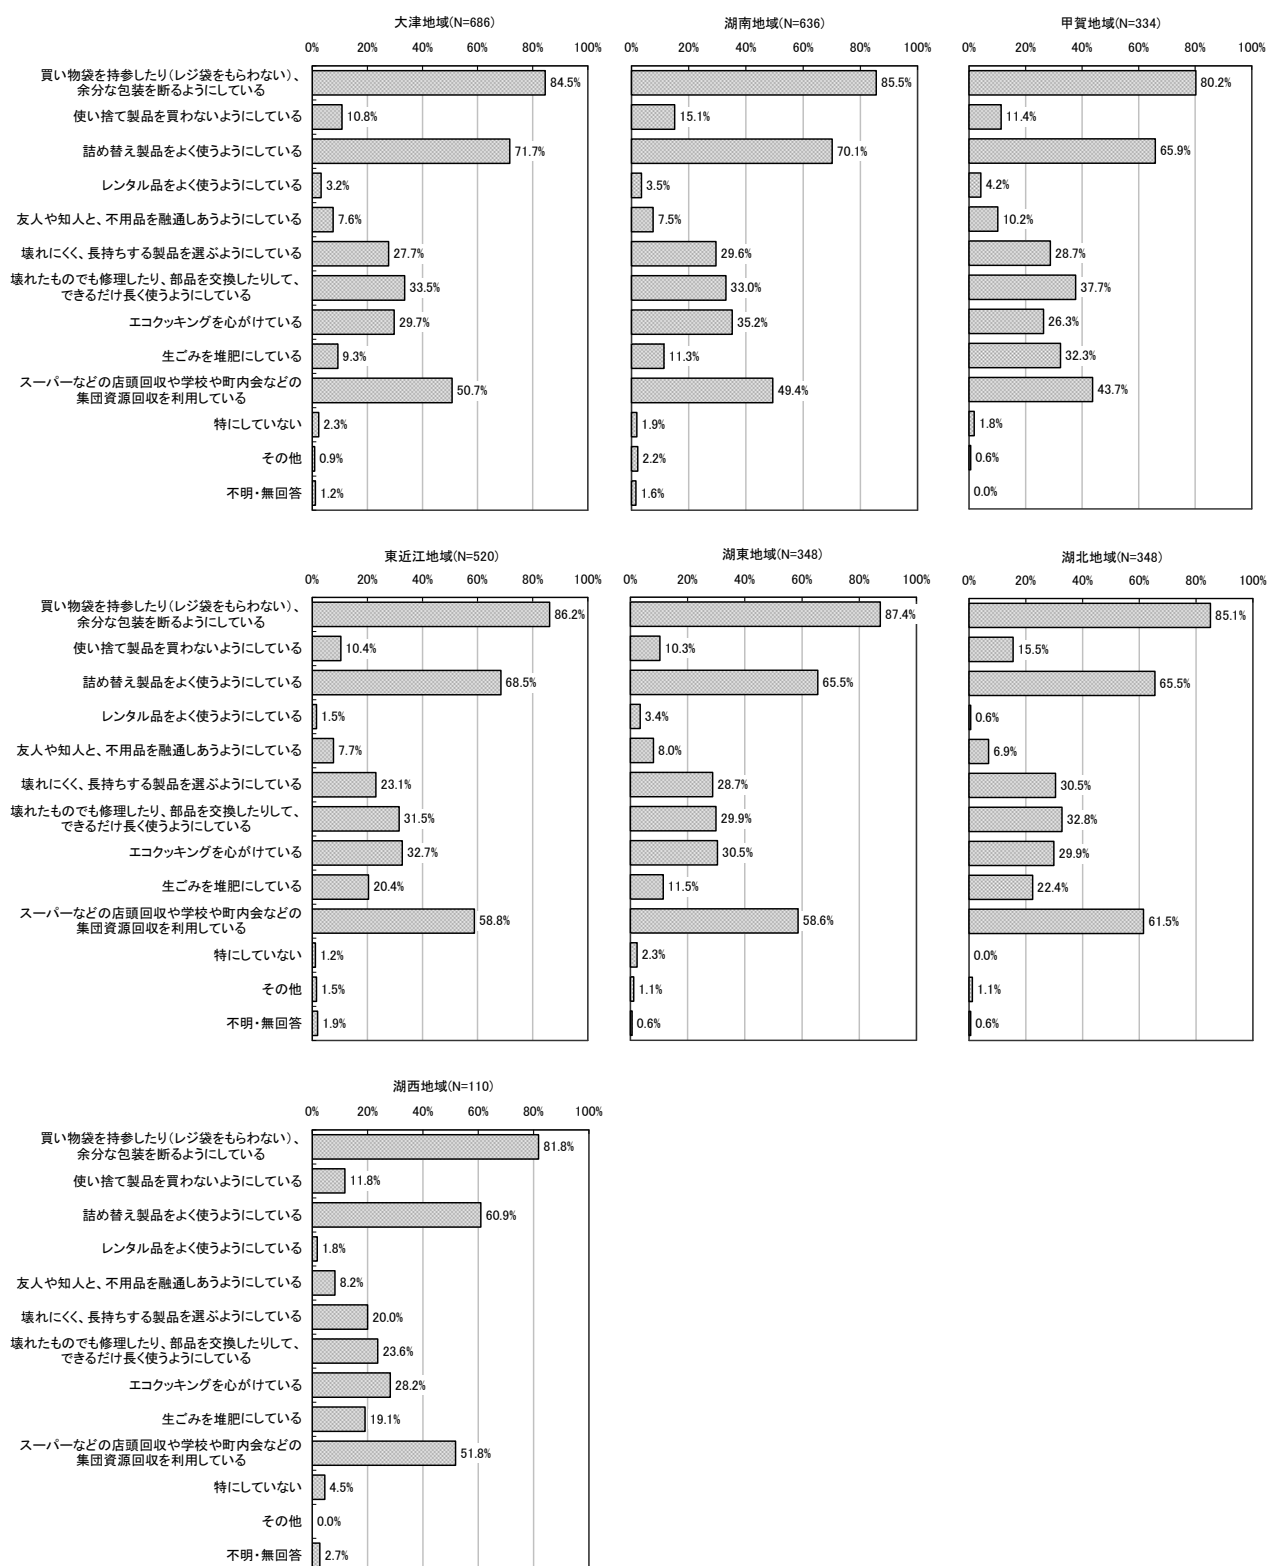 大津地域(N=686)
湖南地域(N=636)
甲賀地域(N=334)
0% 20% 40% 60% 80% 100%
0% 20% 40% 60% 80% 100%
0% 20% 40% 60% 80% 100%
買い物袋を持参したり(レジ袋をもらわない)、
余分な包装を断るようにしている
84.5% 85.5% 80.2%
使い捨て製品を買わないようにしている
10.8% 15.1% 11.4%
詰め替え製品をよく使うようにしている
71.7% 70.1% 65.9%
レンタル品をよく使うようにしている
3.2% 3.5% 4.2%
友人や知人と、不用品を融通しあうようにしている
7.6% 7.5% 10.2%
壊れにくく、長持ちする製品を選ぶようにしている
27.7% 29.6% 28.7%
壊れたものでも修理したり、部品を交換したりして、
できるだけ長く使うようにしている
33.5% 33.0% 37.7%
エコクッキングを心がけている
29.7% 35.2% 26.3%
生ごみを堆肥にしている
9.3% 11.3% 32.3%
スーパーなどの店頭回収や学校や町内会などの
集団資源回収を利用している
50.7% 49.4% 43.7%
特にしていない
2.3% 1.9% 1.8%
その他
0.9% 2.2% 0.6%
不明・無回答
1.2% 1.6% 0.0%
東近江地域(N=520)
湖東地域(N=348)
湖北地域(N=348)
0% 20% 40% 60% 80% 100%
0% 20% 40% 60% 80% 100%
0% 20% 40% 60% 80% 100%
買い物袋を持参したり(レジ袋をもらわない)、
余分な包装を断るようにしている
86.2% 87.4% 85.1%
使い捨て製品を買わないようにしている
10.4% 10.3% 15.5%
詰め替え製品をよく使うようにしている
68.5% 65.5% 65.5%
レンタル品をよく使うようにしている
1.5% 3.4% 0.6%
友人や知人と、不用品を融通しあうようにしている
7.7% 8.0% 6.9%
壊れにくく、長持ちする製品を選ぶようにしている
23.1% 28.7% 30.5%
壊れたものでも修理したり、部品を交換したりして、
できるだけ長く使うようにしている
31.5% 29.9% 32.8%
エコクッキングを心がけている
32.7% 30.5% 29.9%
生ごみを堆肥にしている
20.4% 11.5% 22.4%
スーパーなどの店頭回収や学校や町内会などの
集団資源回収を利用している
58.8% 58.6% 61.5%
特にしていない
1.2% 2.3% 0.0%
その他
1.5% 1.1% 1.1%
不明・無回答
1.9% 0.6% 0.6%
湖西地域(N=110)
0% 20% 40% 60% 80% 100%
買い物袋を持参したり(レジ袋をもらわない)、
余分な包装を断るようにしている
81.8%
使い捨て製品を買わないようにしている
11.8%
詰め替え製品をよく使うようにしている
60.9%
レンタル品をよく使うようにしている
1.8%
友人や知人と、不用品を融通しあうようにしている
8.2%
壊れにくく、長持ちする製品を選ぶようにしている
20.0%
壊れたものでも修理したり、部品を交換したりして、
できるだけ長く使うようにしている
23.6%
エコクッキングを心がけている
28.2%
生ごみを堆肥にしている
19.1%
スーパーなどの店頭回収や学校や町内会などの
集団資源回収を利用している
51.8%
特にしていない
4.5%
その他
0.0%
不明・無回答
2.7%